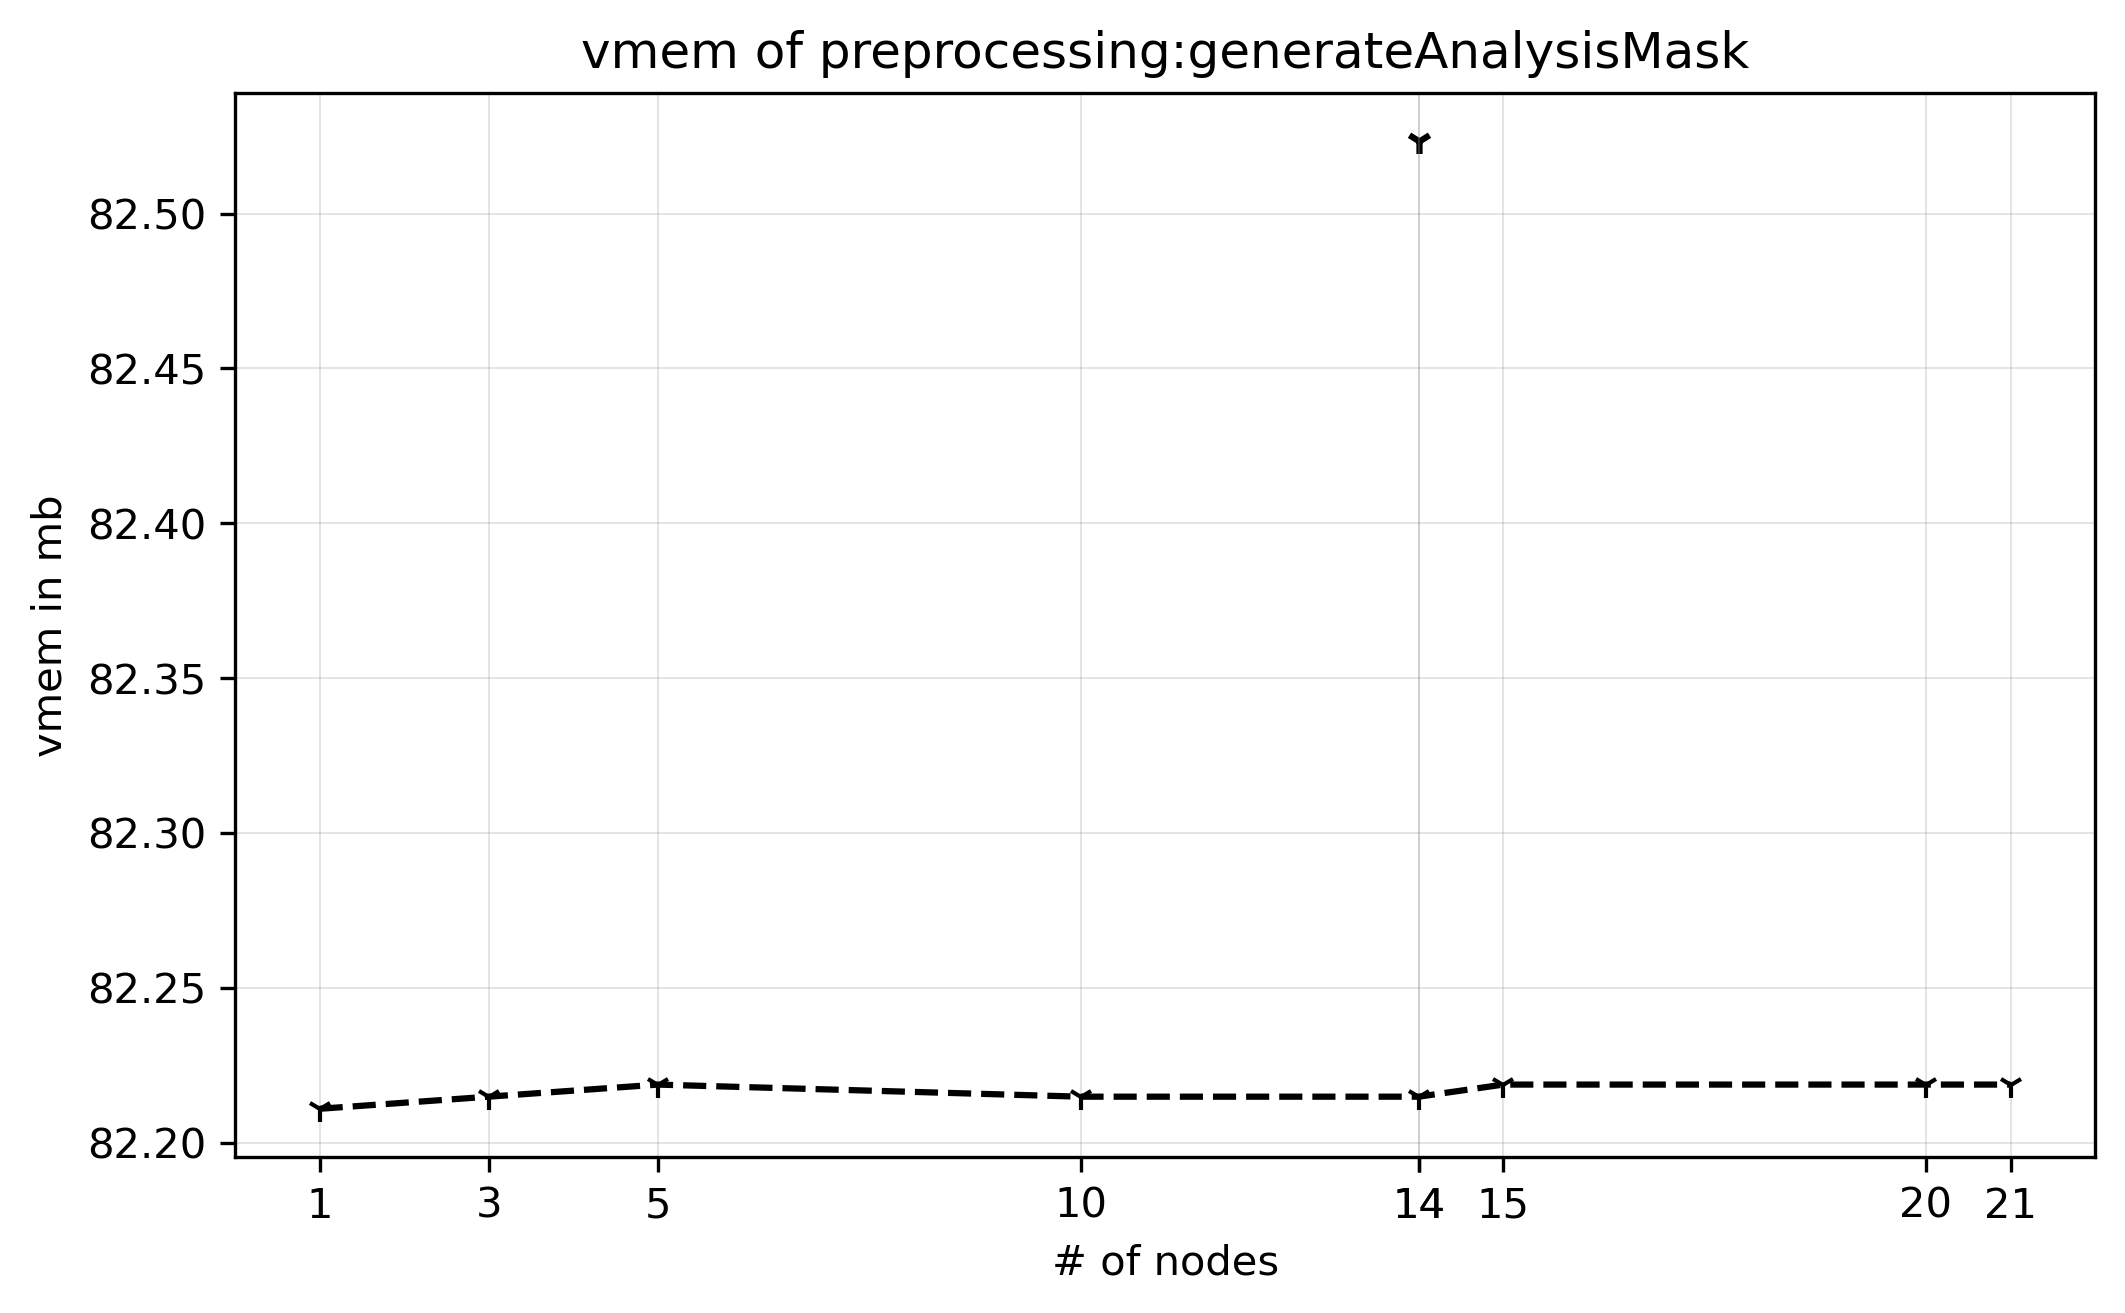 vmem of preprocessing:generateAnalysisMask
82.50
82.45
82.40
82.35
82.30
82.25
82.20
vmem in mb
1 3 5 10 14 15 20 21
# of nodes